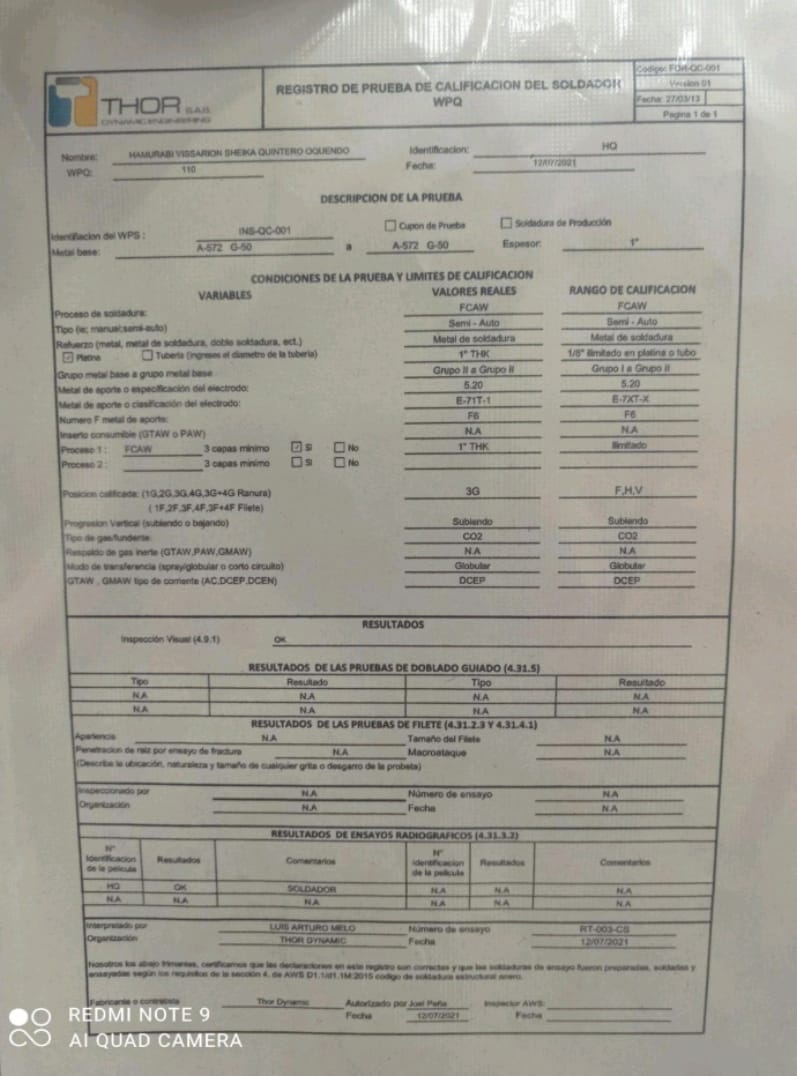 THOR S.A.S.
DYNAMIC ENGINEERING
REGISTRO DE PRUEBA DE CALIFICACION DEL SOLDADOR
WPQ
Codigo: FOR-QC-001
Version 01
Fecha: 27/03/13
Pagina 1 de 1
Nombre: HAMURABI VISSARION SHEIKA QUINTERO OQUENDO Identificacion: HQ
WPQ: 110 Fecha: 12/07/2021
DESCRIPCION DE LA PRUEBA
Identifiacion del WPS : INS-QC-001 Cupon de Prueba Soldadura de Producción
Metal base: A-572 G-50 a A-572 G-50 Espesor: 1"
CONDICIONES DE LA PRUEBA Y LIMITES DE CALIFICACION
VARIABLES VALORES REALES RANGO DE CALIFICACION
Proceso de soldadura: FCAW FCAW
Tipo (ie; manual;semi-auto) Semi - Auto Semi - Auto
Refuerzo (metal, metal de soldadura, doble soldadura, ect.) Metal de soldadura Metal de soldadura
Platina Tuberia (ingreses el diametro de la tuberia) 1" THK 1/8" ilimitado en platina o tubo
Grupo metal base a grupo metal base Grupo II a Grupo II Grupo I a Grupo II
Metal de aporte o especificación del electrodo: 5.20 5.20
Metal de aporte o clasificación del electrodo: E-71T-1 E-7XT-X
Numero F metal de aporte: F6 F6
Inserto consumible (GTAW o PAW) N.A N.A
Proceso 1 : FCAW 3 capas minimo SI No 1" THK Ilimitado
Proceso 2 : 3 capas minimo SI No
Posicion calificada: (1G,2G,3G,4G,3G+4G Ranura) 3G F,H,V
( 1F,2F,3F,4F,3F+4F Filete)
Progresion Vertical (subiendo o bajando) Subiendo Subiendo
Tipo de gas/fundente: CO2 CO2
Respaldo de gas inerte (GTAW,PAW,GMAW) N.A N.A
Modo de transferencia (spray/globular o corto circuito) Globular Globular
GTAW , GMAW tipo de corriente (AC,DCEP,DCEN) DCEP DCEP
RESULTADOS
Inspección Visual (4.9.1) OK
RESULTADOS DE LAS PRUEBAS DE DOBLADO GUIADO (4.31.5)
Tipo Resultado Tipo Resultado
N.A N.A N.A N.A
N.A N.A N.A N.A
RESULTADOS DE LAS PRUEBAS DE FILETE (4.31.2.3 Y 4.31.4.1)
Apariencia N.A Tamaño del Filete N.A
Penetracion de raiz por ensayo de fractura N.A Macroataque N.A
(Describe la ubicación, naturaleza y tamaño de cualquier grita o desgarro de la probeta)
Inspeccionado por N.A Número de ensayo N.A
Organización N.A Fecha N.A
RESULTADOS DE ENSAYOS RADIOGRAFICOS (4.31.3.2)
N° Identificacion de la pelicula Resultados Comentarios N° Identificacion de la pelicula Resultados Comentarios
HQ OK SOLDADOR N.A N.A N.A
N.A N.A N.A N.A N.A N.A
Interpretado por LUIS ARTURO MELO Número de ensayo RT-003-CS
Organización THOR DYNAMIC Fecha 12/07/2021
Nosotros los abajo frimantes, certificamos que las declaraciones en este registro son correctas y que las soldaduras de ensayo fueron preparadas, soldadas y
ensayadas según los requisitos de la sección 4, de AWS D1.1/d1.1M:2015 codigo de soldadura estructural acero.
Fabricante o contratista Thor Dynamic Autorizado por Joel Peña Inspector AWS:
Fecha 12/07/2021 Fecha
REDMI NOTE 9
AI QUAD CAMERA